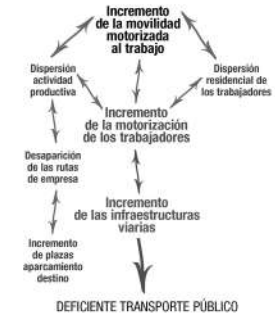 Incremento
de la movilidad
motorizada
al trabajo
Dispersión
actividad
productiva
Dispersión
residencial de
los trabajadores
Incremento
de la motorización
de los trabajadores
Desaparición
de las rutas
de empresa
Incremento
de las infraestructuras
viarias
Incremento
de plazas
aparcamiento
destino
DEFICIENTE TRANSPORTE PÚBLICO